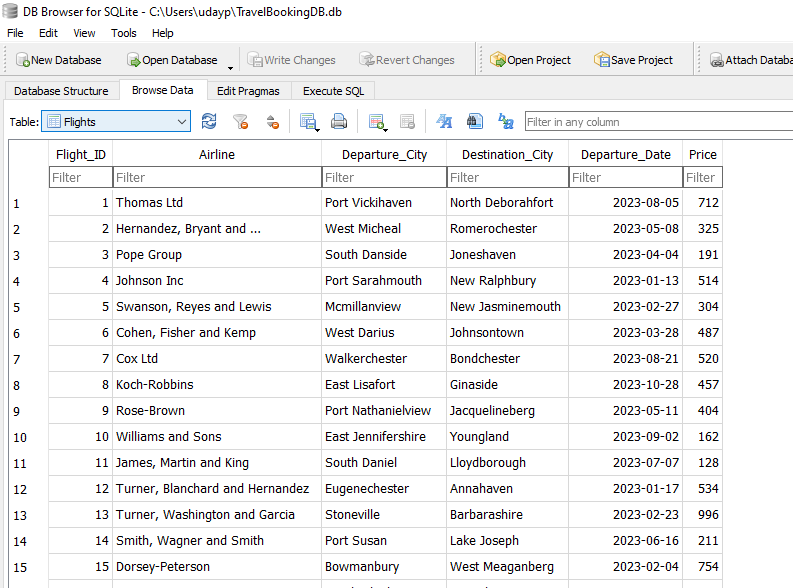 DB Browser for SQLite - C:\Users\udayp\TravelBookingDB.db
File Edit View Tools Help
New Database Open Database Write Changes Revert Changes Open Project Save Project Attach Databa
Database Structure Browse Data Edit Pragmas Execute SQL
Table: Flights Filter in any column
Flight_ID Airline Departure_City Destination_City Departure_Date Price
Filter Filter Filter Filter Filter Filter
1 1 Thomas Ltd Port Vickihaven North Deborahfort 2023-08-05 712
2 2 Hernandez, Bryant and ... West Micheal Romerochester 2023-05-08 325
3 3 Pope Group South Danside Joneshaven 2023-04-04 191
4 4 Johnson Inc Port Sarahmouth New Ralphbury 2023-01-13 514
5 5 Swanson, Reyes and Lewis Mcmillanview New Jasminemouth 2023-02-27 304
6 6 Cohen, Fisher and Kemp West Darius Johnsontown 2023-03-28 487
7 7 Cox Ltd Walkerchester Bondchester 2023-08-21 520
8 8 Koch-Robbins East Lisafort Ginaside 2023-10-28 457
9 9 Rose-Brown Port Nathanielview Jacquelineberg 2023-05-11 404
10 10 Williams and Sons East Jennifershire Youngland 2023-09-02 162
11 11 James, Martin and King South Daniel Lloydborough 2023-07-07 128
12 12 Turner, Blanchard and Hernandez Eugenechester Annahaven 2023-01-17 534
13 13 Turner, Washington and Garcia Stoneville Barbarashire 2023-02-23 996
14 14 Smith, Wagner and Smith Port Susan Lake Joseph 2023-06-16 211
15 15 Dorsey-Peterson Bowmanbury West Meaganberg 2023-02-04 754